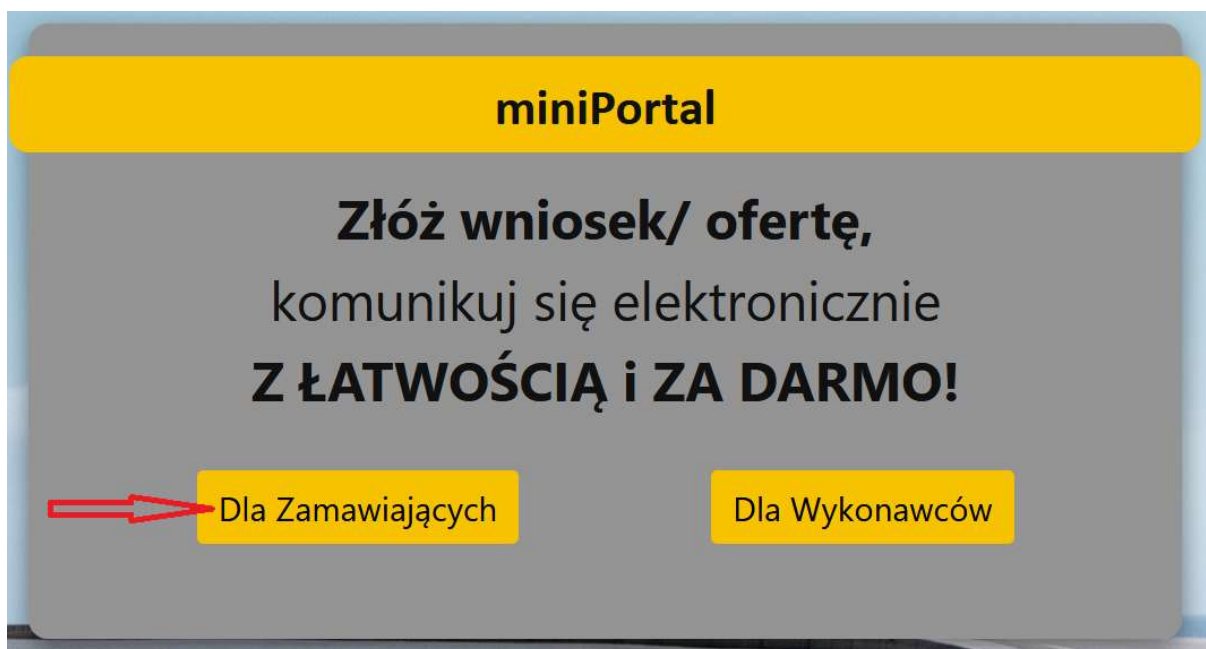 miniPortal
Złóż wniosek/ ofertę,
komunikuj się elektronicznie
Z ŁATWOŚCIĄ i ZA DARMO!
Dla Zamawiających
Dla Wykonawców